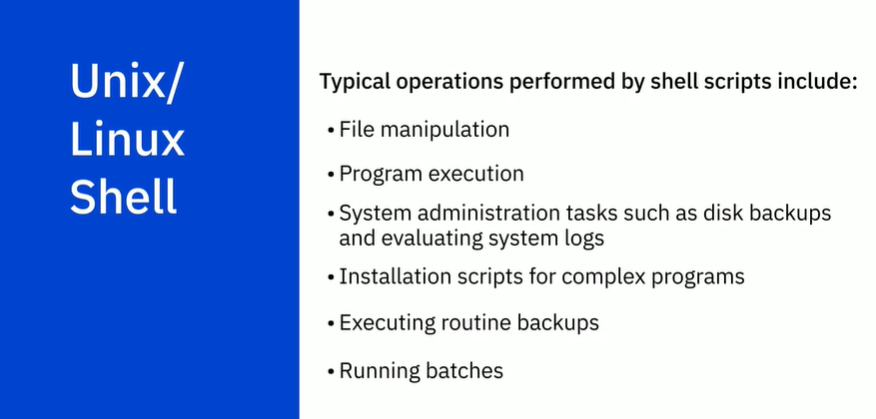 Unix/
Linux
Shell
Typical operations performed by shell scripts include:
• File manipulation
• Program execution
• System administration tasks such as disk backups
and evaluating system logs
• Installation scripts for complex programs
• Executing routine backups
• Running batches